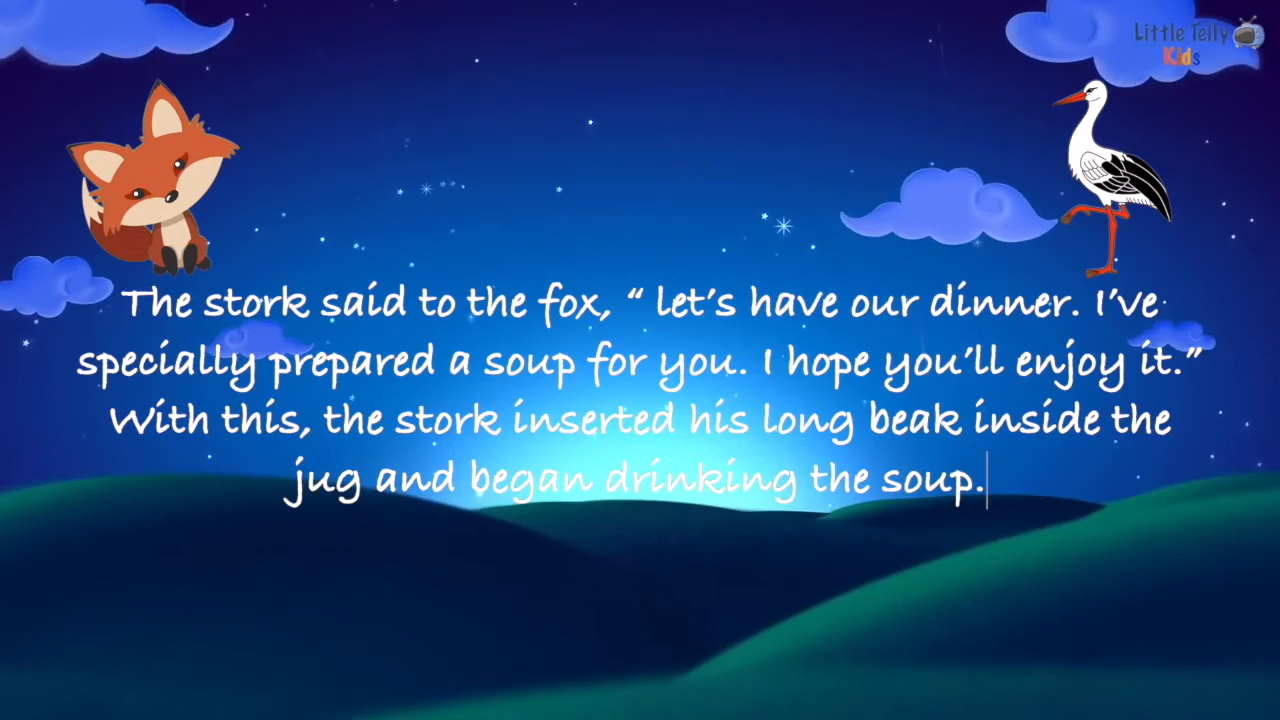 Little Telly
Kids
The stork said to the fox, “ let’s have our dinner. I’ve
specially prepared a soup for you. I hope you’ll enjoy it.”
With this, the stork inserted his long beak inside the
jug and began drinking the soup.